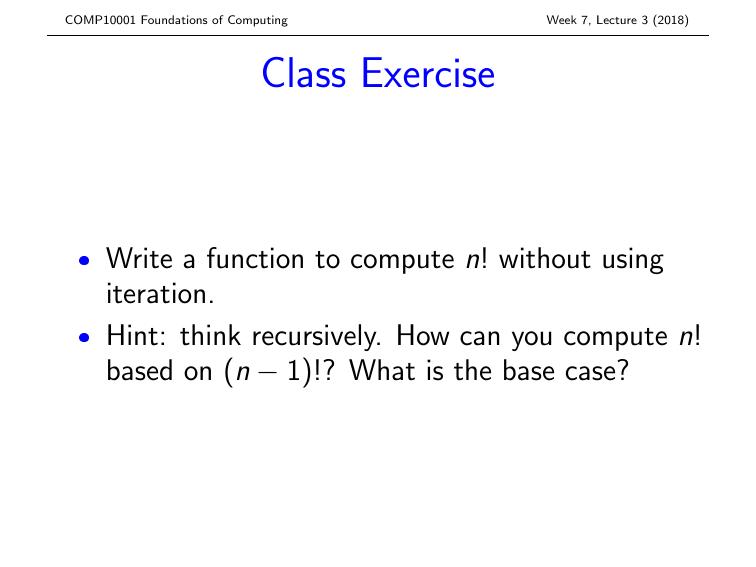 COMP10001 Foundations of Computing Week 7, Lecture 3 (2018)
Class Exercise
• Write a function to compute n! without using
iteration.
• Hint: think recursively. How can you compute n!
based on (n − 1)!? What is the base case?